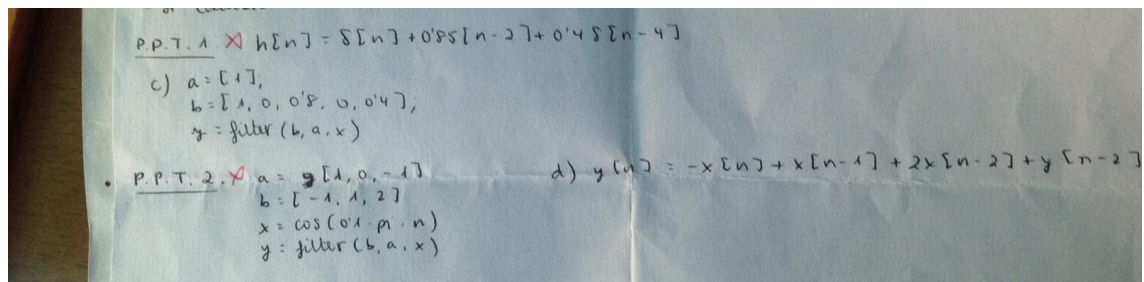 P.P.T. 1. X h[n] = δ[n] + 0'8δ[n-2] + 0'4 δ[n-4]
c) a = [1],
b = [1, 0, 0'8, 0, 0'4],
y = filter (b, a, x)
P.P.T. 2. X a = [1, 0, -1]
d) y[n] = -x[n] + x[n-1] + 2x[n-2] + y[n-2]
b = [-1, 1, 2]
x = cos(0'1 · pi · n)
y = filter (b, a, x)